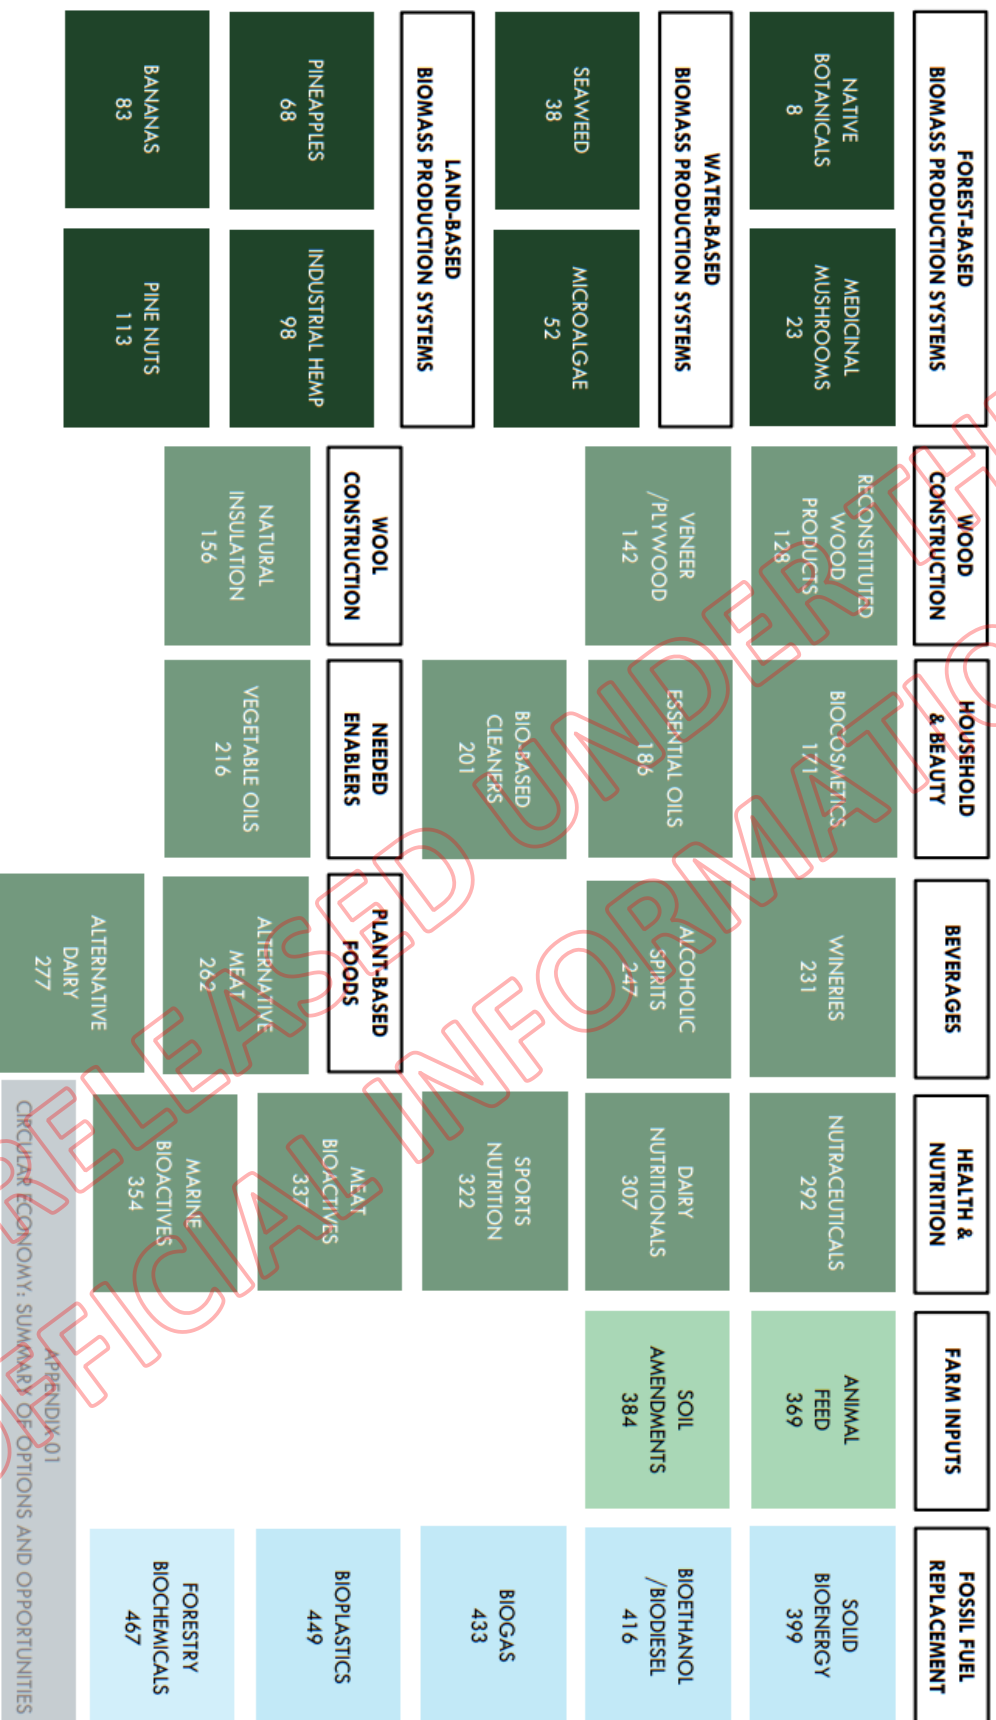 FOREST-BASED
BIOMASS PRODUCTION SYSTEMS
NATIVE
BOTANICALS
8
MEDICINAL
MUSHROOMS
23
WATER-BASED
BIOMASS PRODUCTION SYSTEMS
SEAWEED
38
MICROALGAE
52
LAND-BASED
BIOMASS PRODUCTION SYSTEMS
PINEAPPLES
68
INDUSTRIAL HEMP
98
BANANAS
83
PINE NUTS
113
WOOD
CONSTRUCTION
RECONSTITUTED
WOOD
PRODUCTS
128
VENEER
/PLYWOOD
142
WOOL
CONSTRUCTION
NATURAL
INSULATION
156
HOUSEHOLD
& BEAUTY
BIOCOSMETICS
171
ESSENTIAL OILS
186
BIO-BASED
CLEANERS
201
NEEDED
ENABLERS
VEGETABLE OILS
216
BEVERAGES
WINERIES
231
ALCOHOLIC
SPIRITS
247
PLANT-BASED
FOODS
ALTERNATIVE
MEAT
262
ALTERNATIVE
DAIRY
277
HEALTH &
NUTRITION
NUTRACEUTICALS
292
DAIRY
NUTRITIONALS
307
SPORTS
NUTRITION
322
MEAT
BIOACTIVES
337
MARINE
BIOACTIVES
354
FARM INPUTS
ANIMAL
FEED
369
SOIL
AMENDMENTS
384
FOSSIL FUEL
REPLACEMENT
SOLID
BIOENERGY
399
BIOETHANOL
/BIODIESEL
416
BIOGAS
433
BIOPLASTICS
449
FORESTRY
BIOCHEMICALS
467
APPENDIX 01
CIRCULAR ECONOMY: SUMMARY OF OPTIONS AND OPPORTUNITIES
RELEASED UNDER TH
OFFICIAL INFORMATIO